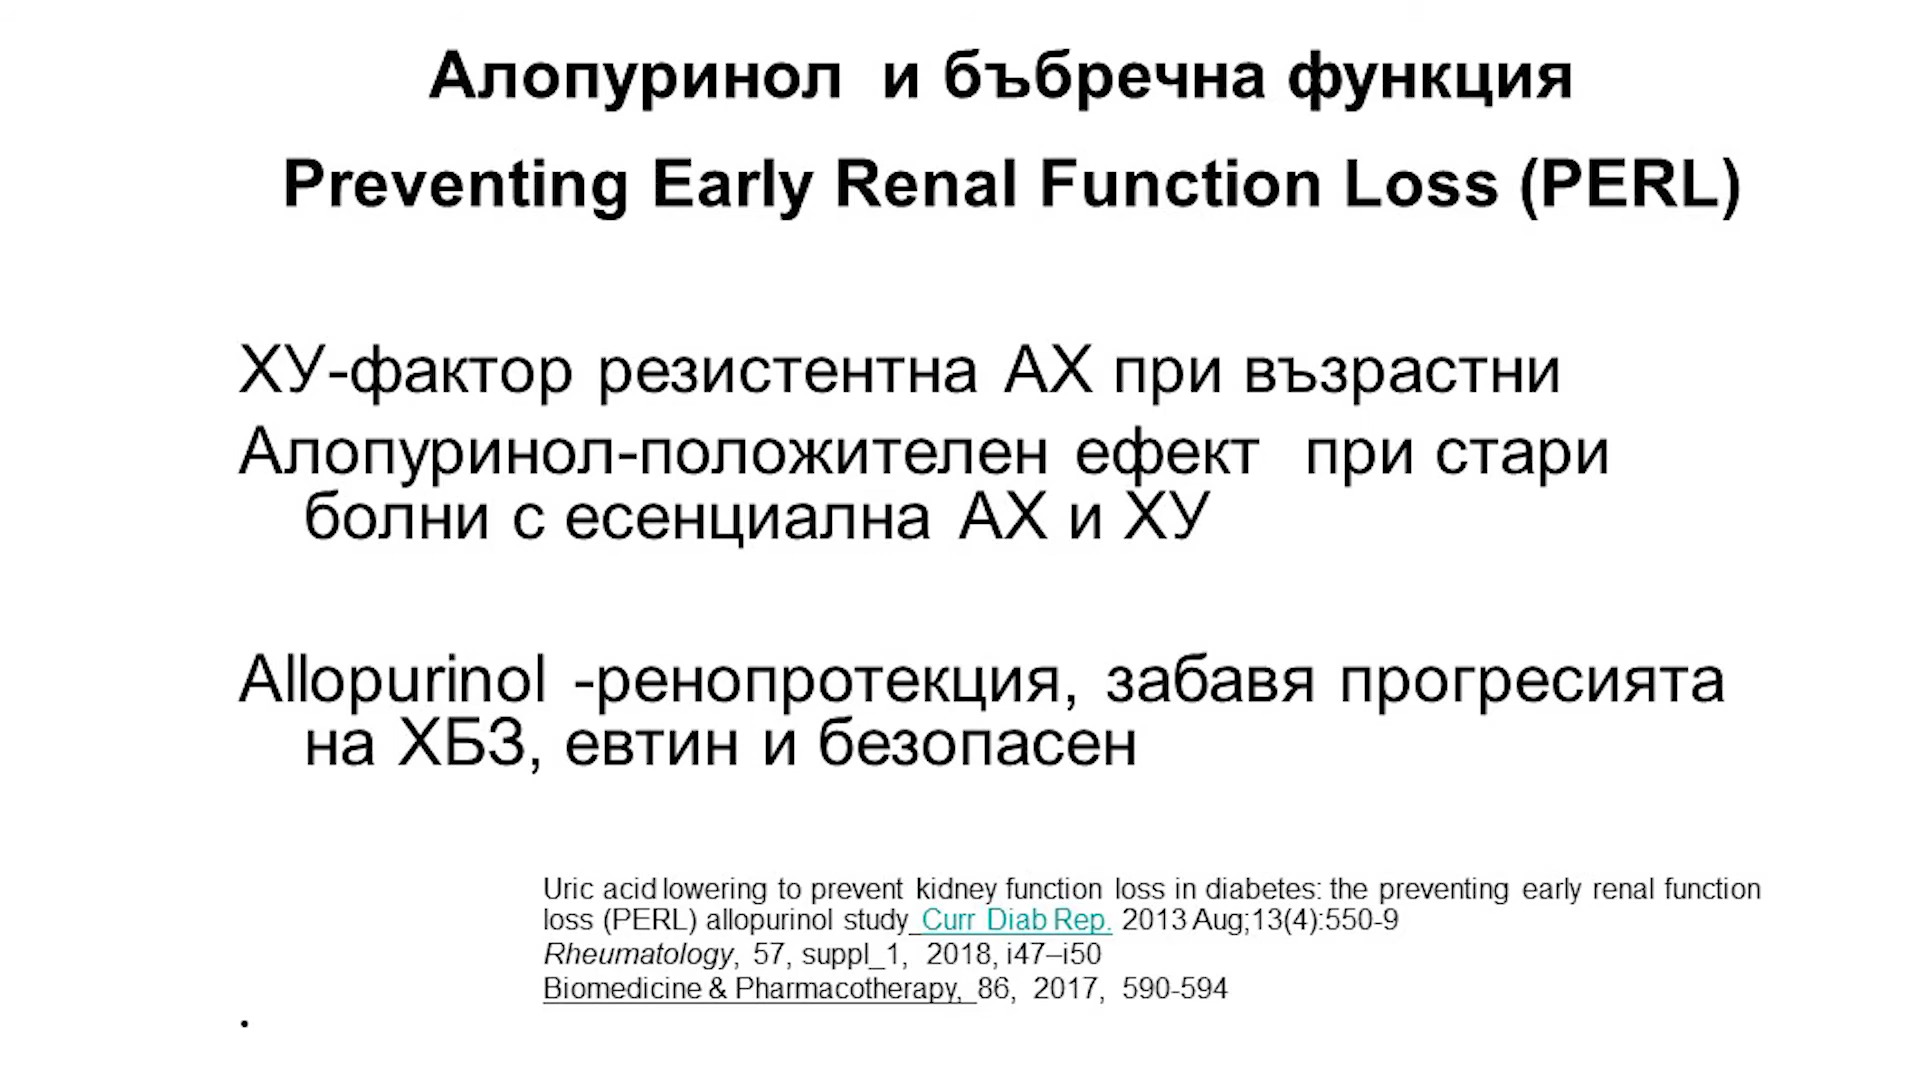 Алопуринол и бъбречна функция
Preventing Early Renal Function Loss (PERL)
ХУ-фактор резистентна АХ при възрастни
Алопуринол-положителен ефект при стари
болни с есенциална АХ и ХУ
Allopurinol -ренопротекция, забавя прогресията
на ХБЗ, евтин и безопасен
Uric acid lowering to prevent kidney function loss in diabetes: the preventing early renal function
loss (PERL) allopurinol study Curr Diab Rep. 2013 Aug;13(4):550-9
Rheumatology, 57, suppl_1, 2018, i47–i50
Biomedicine & Pharmacotherapy, 86, 2017, 590-594
.